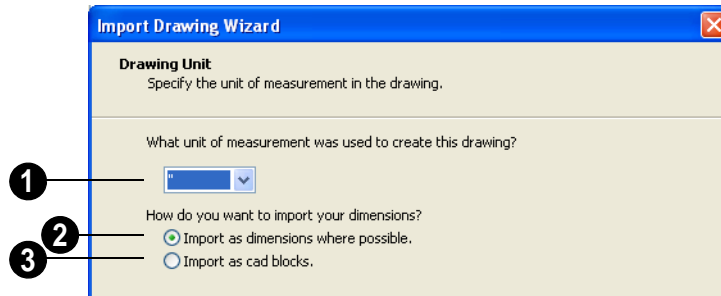 Import Drawing Wizard
Drawing Unit
Specify the unit of measurement in the drawing.
What unit of measurement was used to create this drawing?
1
"
How do you want to import your dimensions?
2
Import as dimensions where possible.
3
Import as cad blocks.